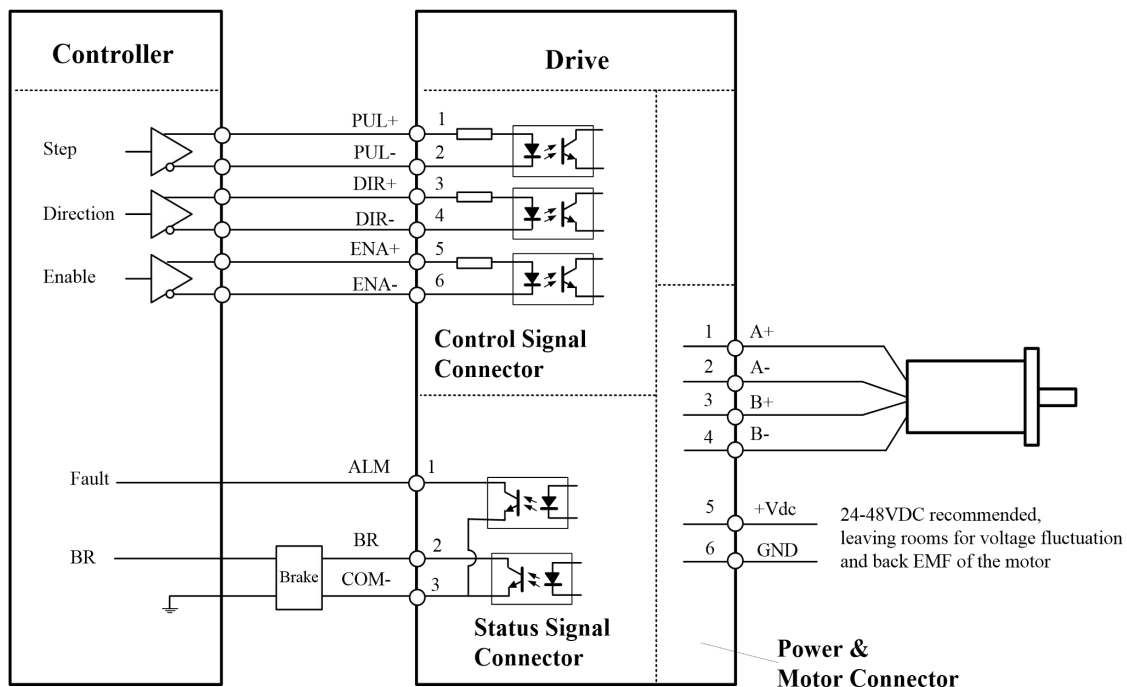 Controller
Drive
Step
PUL+ 1
PUL- 2
Direction
DIR+ 3
DIR- 4
Enable
ENA+ 5
ENA- 6
Control Signal
Connector
1 A+
2 A-
3 B+
4 B-
Fault
ALM 1
BR
Brake
BR 2
COM- 3
Status Signal
Connector
5 +Vdc
6 GND
24-48VDC recommended,
leaving rooms for voltage fluctuation
and back EMF of the motor
Power &
Motor Connector